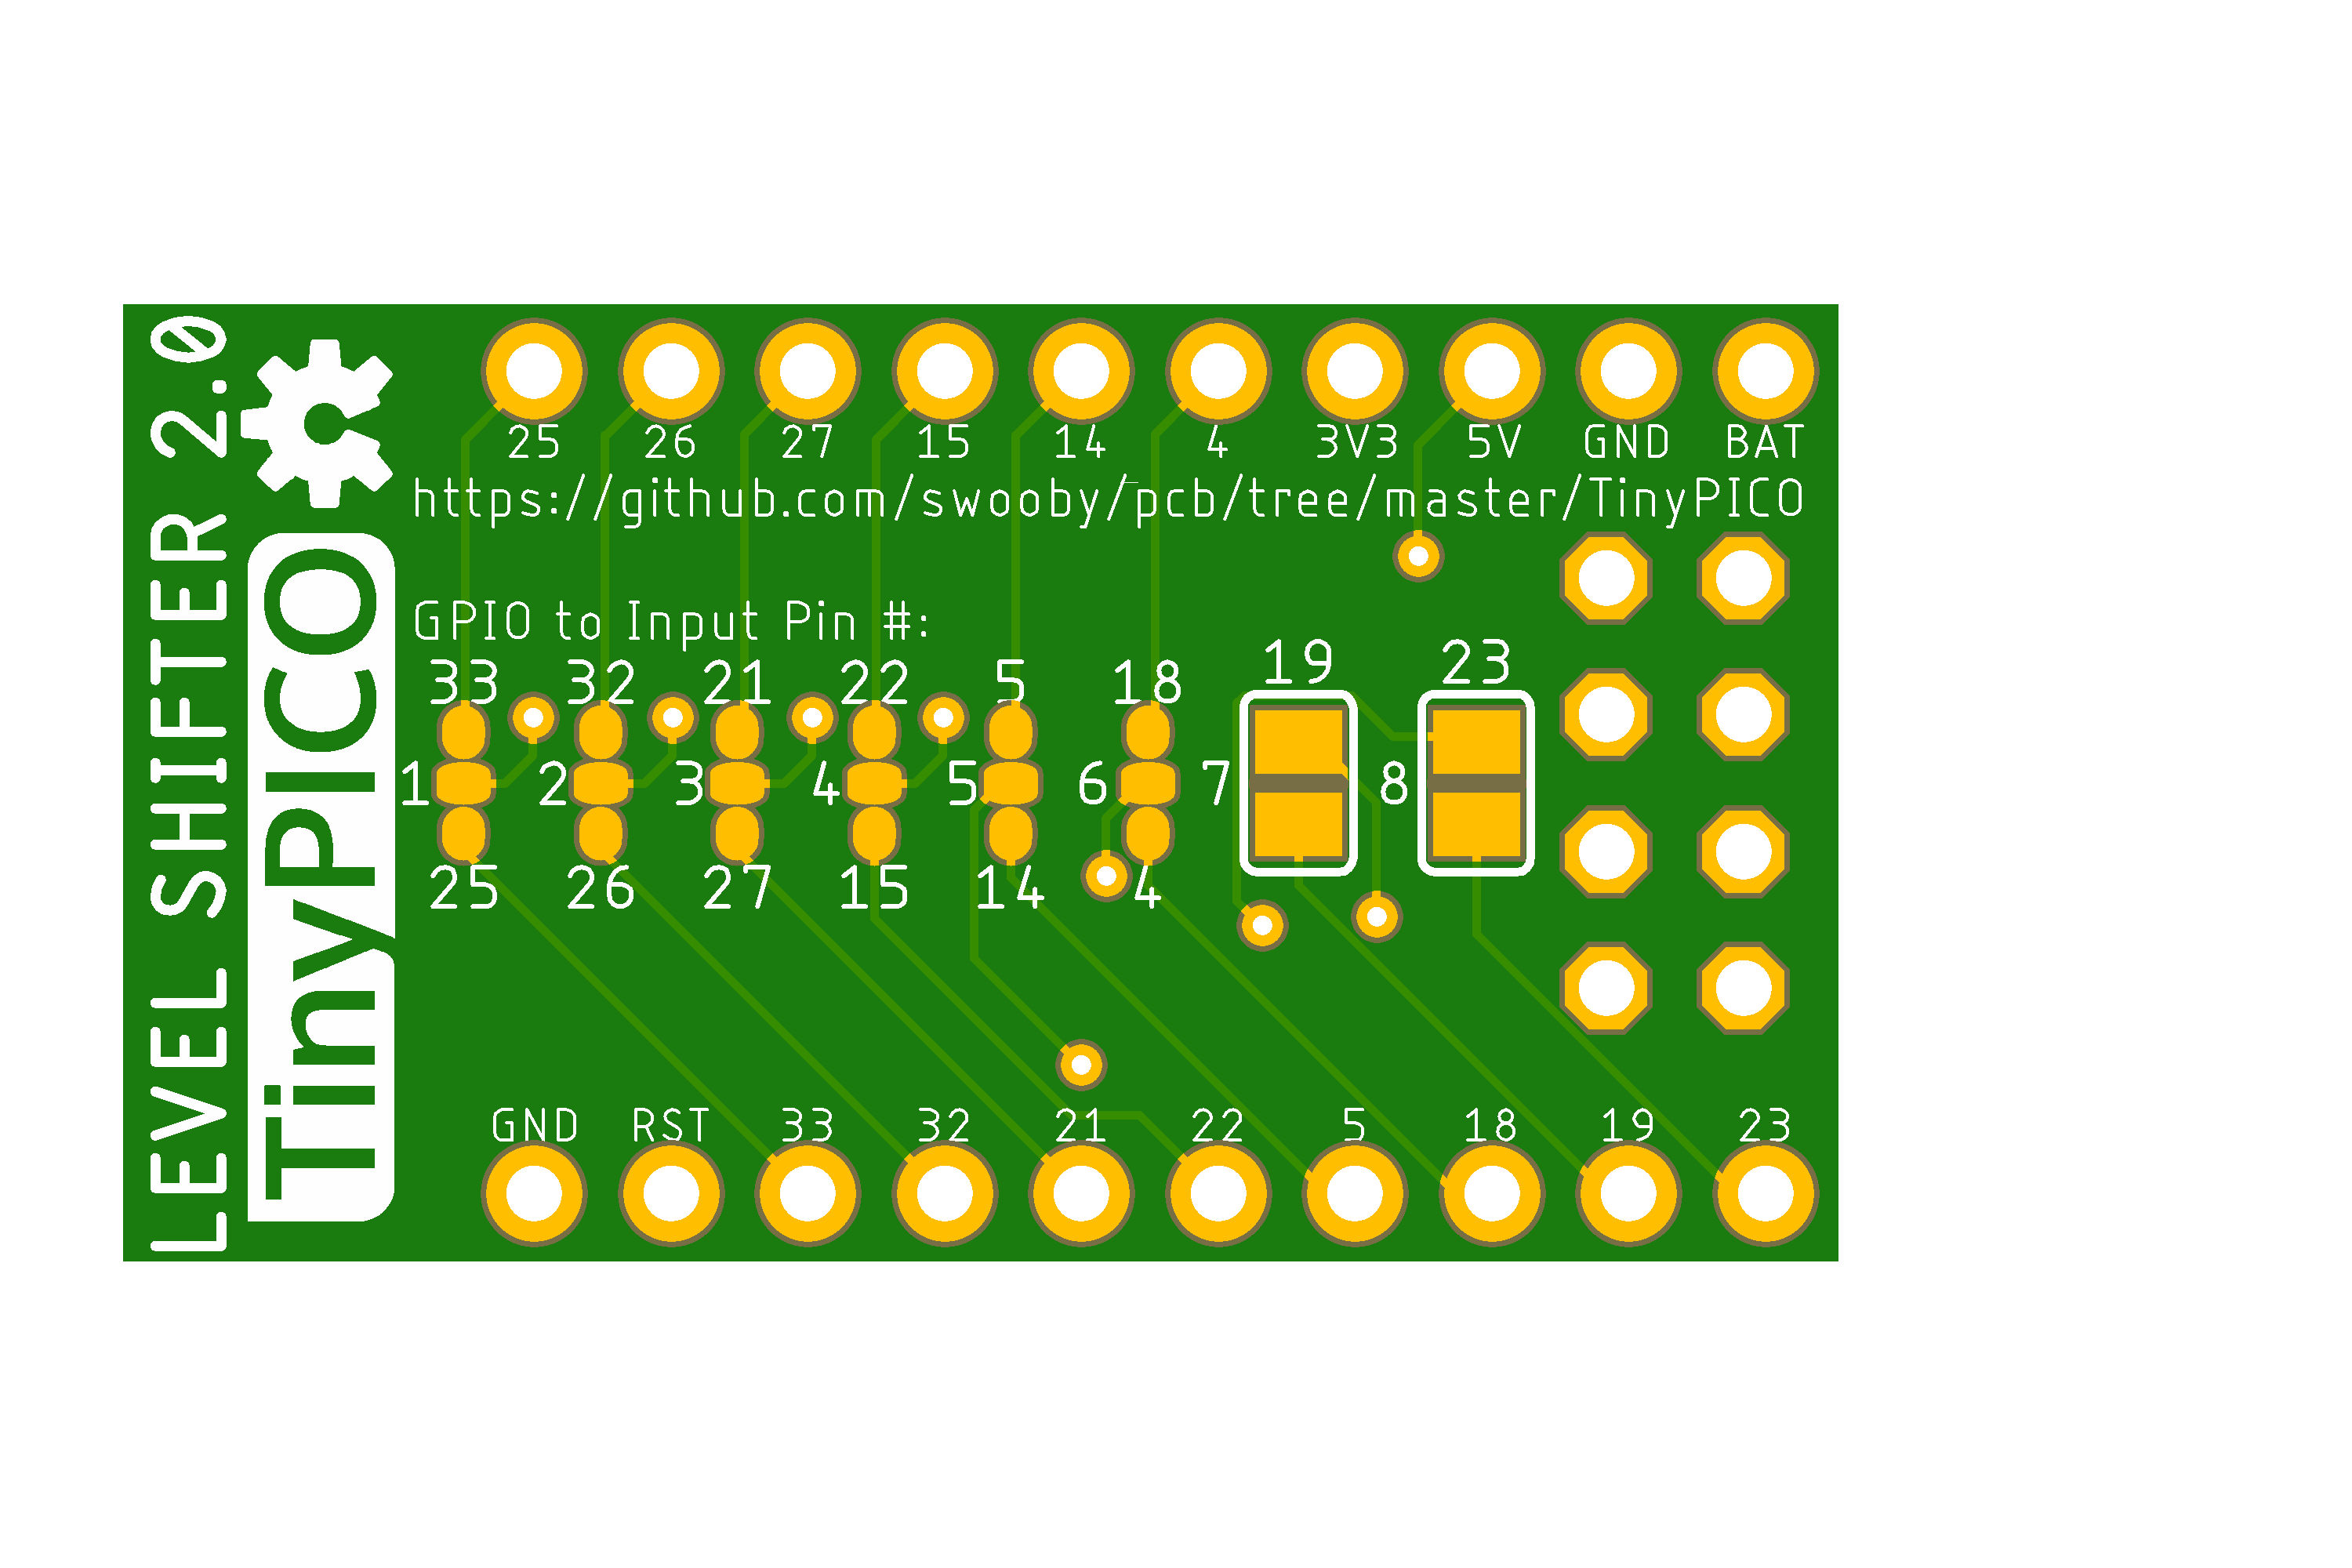 LEVEL SHIFTER 2.0
TinyPICO
25 26 27 15 14 4 3V3 5V GND BAT
https://github.com/swooby/pcb/tree/master/TinyPICO
GPIO to Input Pin #:
33 32 21 22 5 18 19 23
1 2 3 4 5 6 7 8
25 26 27 15 14 4
GND RST 33 32 21 22 5 18 19 23